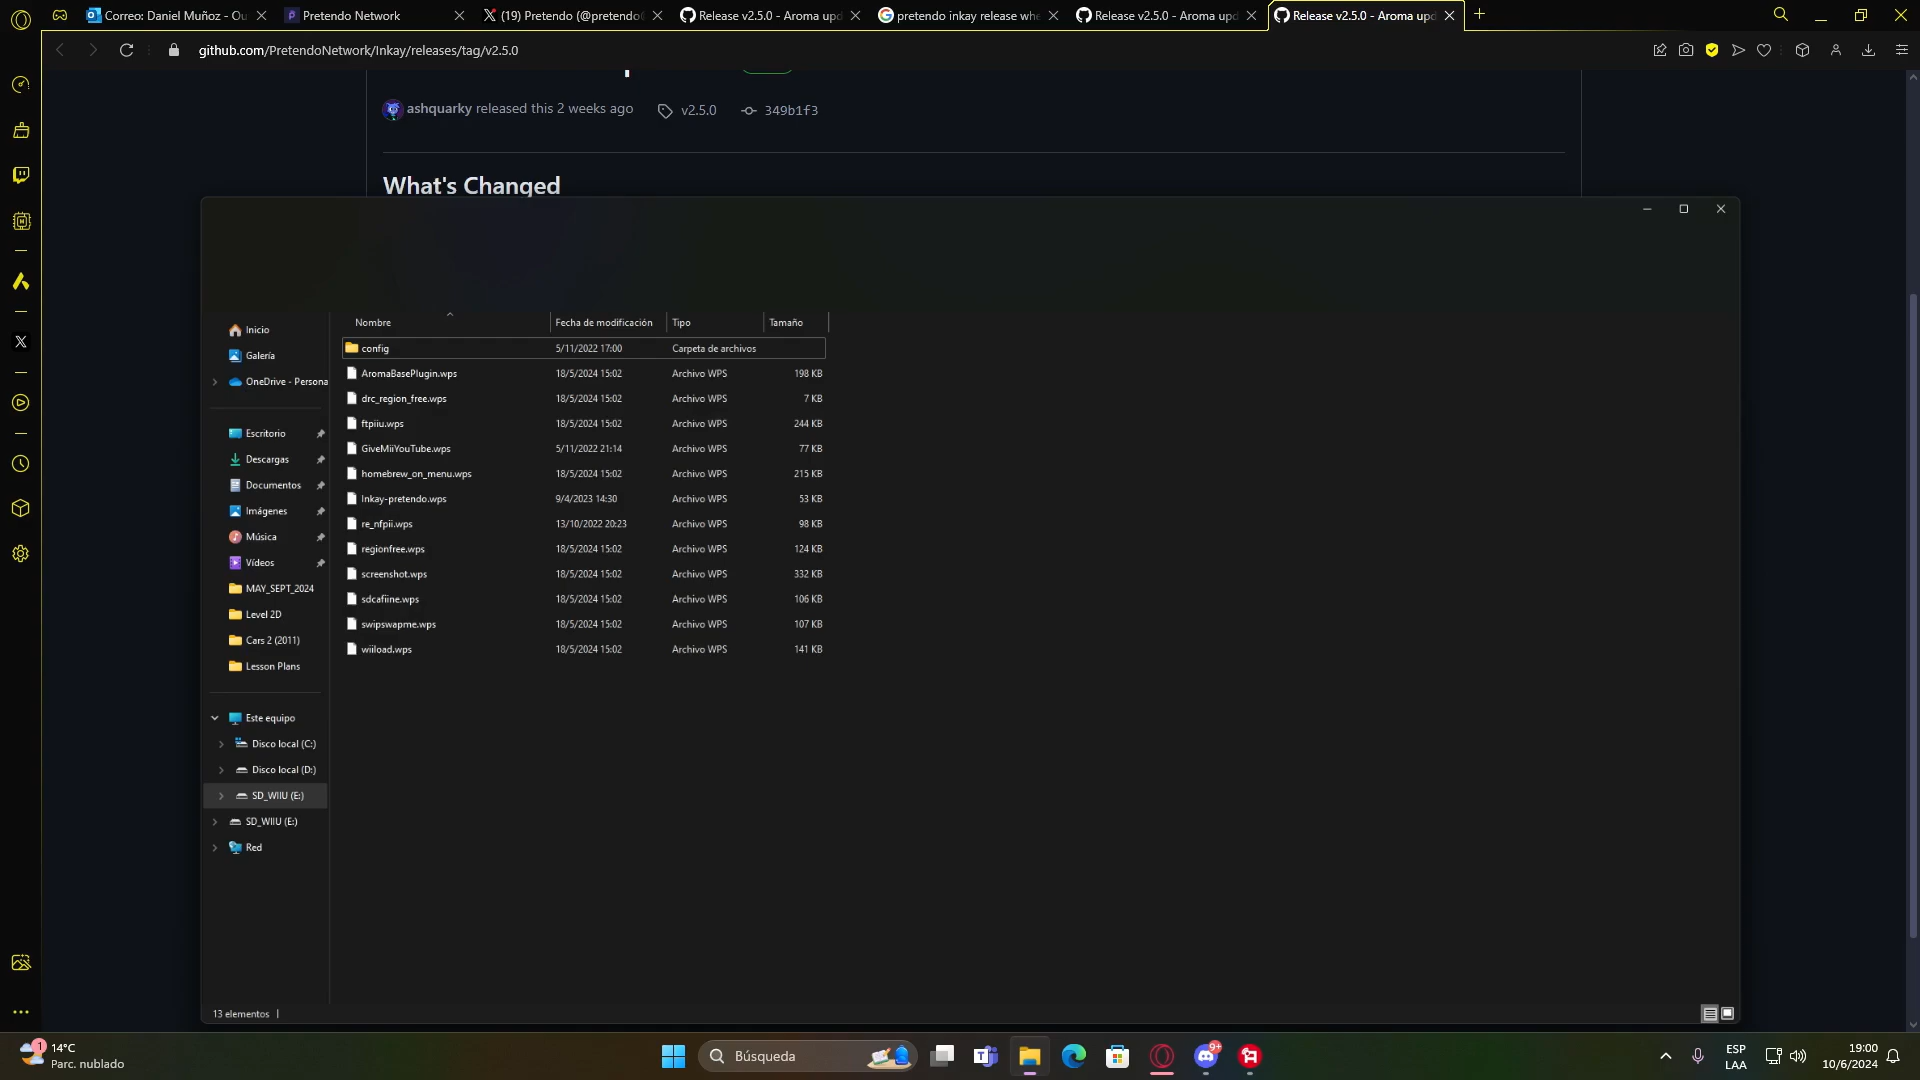 Correo: Daniel Muñoz - Ou
Pretendo Network
(19) Pretendo (@pretendo
Release v2.5.0 - Aroma upd
pretendo inkay release whe
Release v2.5.0 - Aroma upd
Release v2.5.0 - Aroma upd
github.com/PretendoNetwork/Inkay/releases/tag/v2.5.0
ashquarky released this 2 weeks ago
v2.5.0
349b1f3
What's Changed
Nombre Fecha de modificación Tipo Tamaño
config 5/11/2022 17:00 Carpeta de archivos
AromaBasePlugin.wps 18/5/2024 15:02 Archivo WPS 198 KB
drc_region_free.wps 18/5/2024 15:02 Archivo WPS 7 KB
ftpiiu.wps 18/5/2024 15:02 Archivo WPS 244 KB
GiveMiiYouTube.wps 5/11/2022 21:14 Archivo WPS 77 KB
homebrew_on_menu.wps 18/5/2024 15:02 Archivo WPS 215 KB
Inkay-pretendo.wps 9/4/2023 14:30 Archivo WPS 53 KB
re_nfpii.wps 13/10/2022 20:23 Archivo WPS 98 KB
regionfree.wps 18/5/2024 15:02 Archivo WPS 124 KB
screenshot.wps 18/5/2024 15:02 Archivo WPS 332 KB
sdcafiine.wps 18/5/2024 15:02 Archivo WPS 106 KB
swipswapme.wps 18/5/2024 15:02 Archivo WPS 107 KB
wiiload.wps 18/5/2024 15:02 Archivo WPS 141 KB
Inicio
Galería
OneDrive - Persona
Escritorio
Descargas
Documentos
Imágenes
Música
Vídeos
MAY_SEPT_2024
Level 2D
Cars 2 (2011)
Lesson Plans
Este equipo
Disco local (C:)
Disco local (D:)
SD_WIIU (E:)
SD_WIIU (E:)
Red
13 elementos
1
14°C
Parc. nublado
Búsqueda
9+
ESP
LAA
19:00
10/6/2024